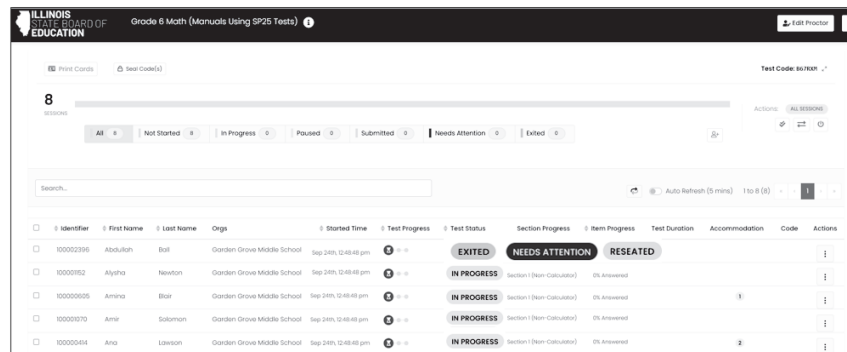 ILLINOIS
STATE BOARD OF
EDUCATION
Grade 6 Math (Manuals Using SP25 Tests)
Edit Proctor
Print Cards Seal Code(s) Test Code: BG7RXM
8
SESSIONS
Actions: ALL SESSIONS
All 8 Not Started 8 In Progress 0 Paused 0 Submitted 0 Needs Attention 0 Exited 0
Search... Auto Refresh (5 mins) 1 to 8 (8) 1
Identifier First Name Last Name Orgs Started Time Test Progress Test Status Section Progress Item Progress Test Duration Accommodation Code Actions
100002396 Abdullah Ball Garden Grove Middle School Sep 24th, 12:48:48 pm EXITED NEEDS ATTENTION RESEATED
100001152 Alysha Newton Garden Grove Middle School Sep 24th, 12:48:48 pm IN PROGRESS Section 1 (Non-Calculator) 0% Answered
100000605 Amina Blair Garden Grove Middle School Sep 24th, 12:48:48 pm IN PROGRESS Section 1 (Non-Calculator) 0% Answered 1
100001070 Amir Solomon Garden Grove Middle School Sep 24th, 12:48:48 pm IN PROGRESS Section 1 (Non-Calculator) 0% Answered
100000414 Ana Lawson Garden Grove Middle School Sep 24th, 12:48:48 pm IN PROGRESS Section 1 (Non-Calculator) 0% Answered 2